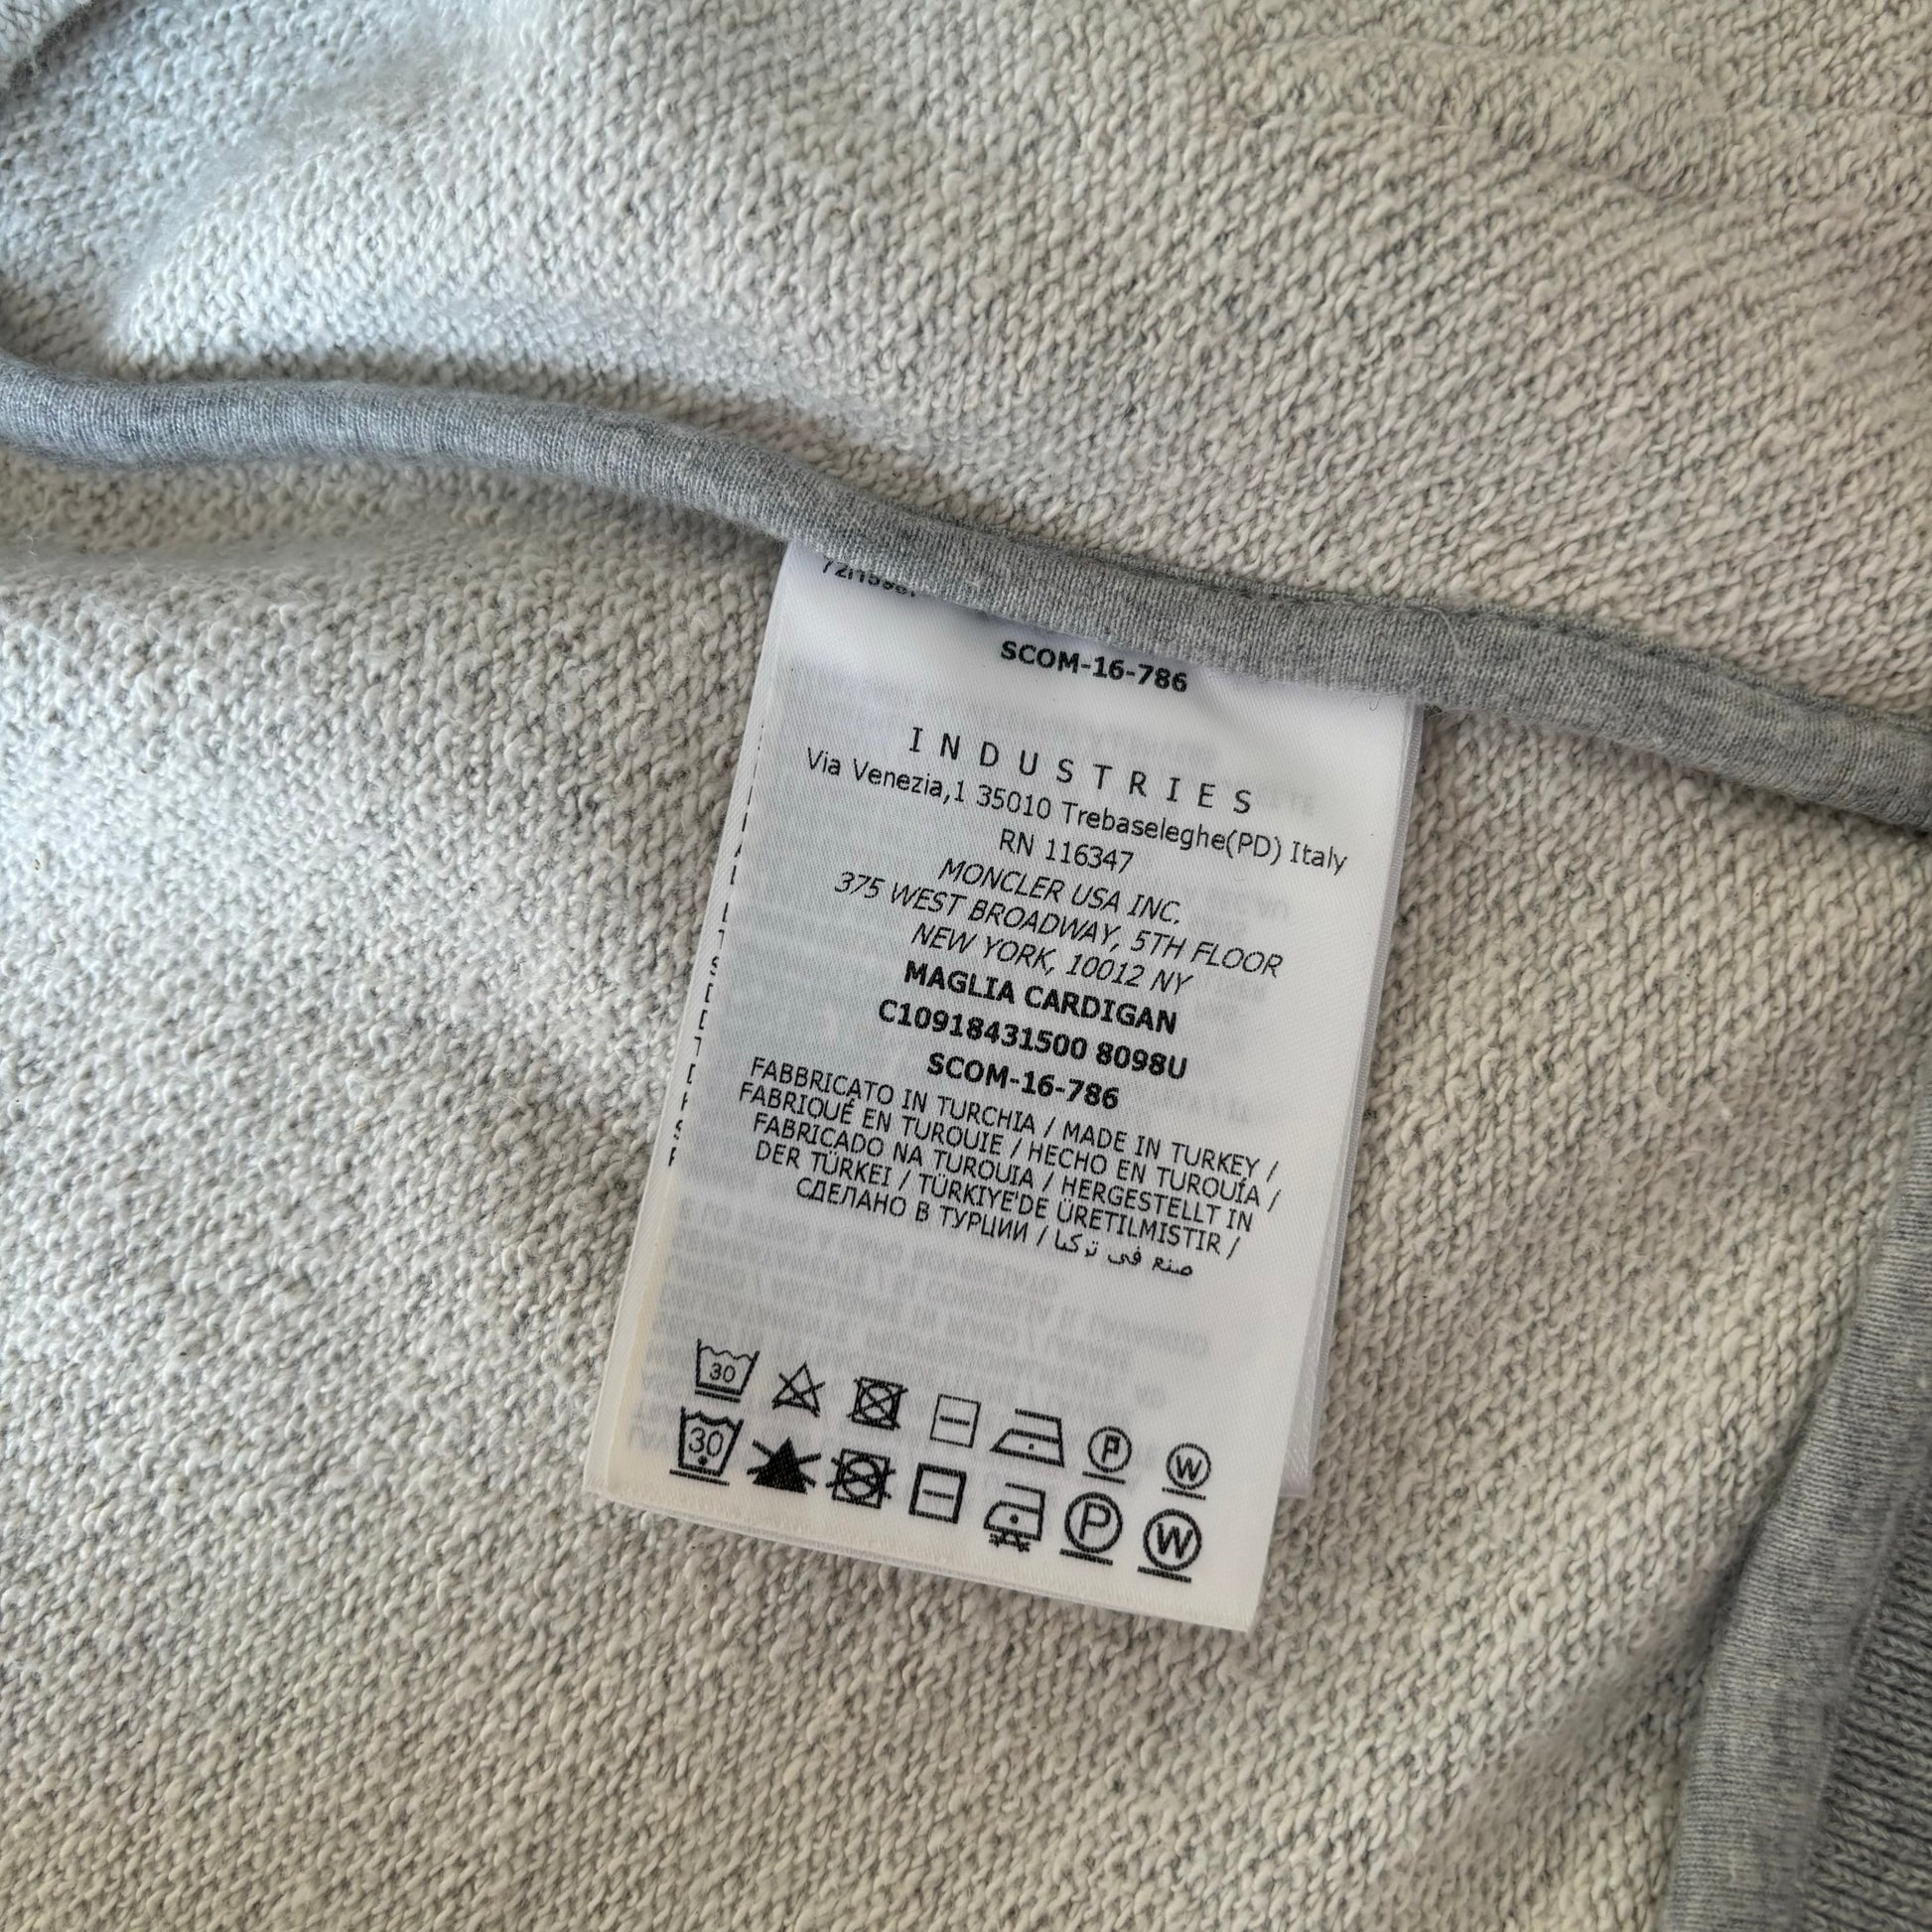 SCOM-16-786
INDUSTRIES
Via Venezia,1 35010 Trebaseleghe(PD) Italy
RN 116347
MONCLER USA INC.
375 WEST BROADWAY, 5TH FLOOR
NEW YORK, 10012 NY
MAGLIA CARDIGAN
C10918431500 8098U
SCOM-16-786
FABBRICATO IN TURCHIA / MADE IN TURKEY /
FABRIQUÉ EN TURQUIE / HECHO EN TURQUÍA /
FABRICADO NA TURQUIA / HERGESTELLT IN
DER TÜRKEI / TÜRKIYE'DE ÜRETILMISTIR /
СДЕЛАНО В ТУРЦИИ / صنع في تركيا
30 P W
30 P W